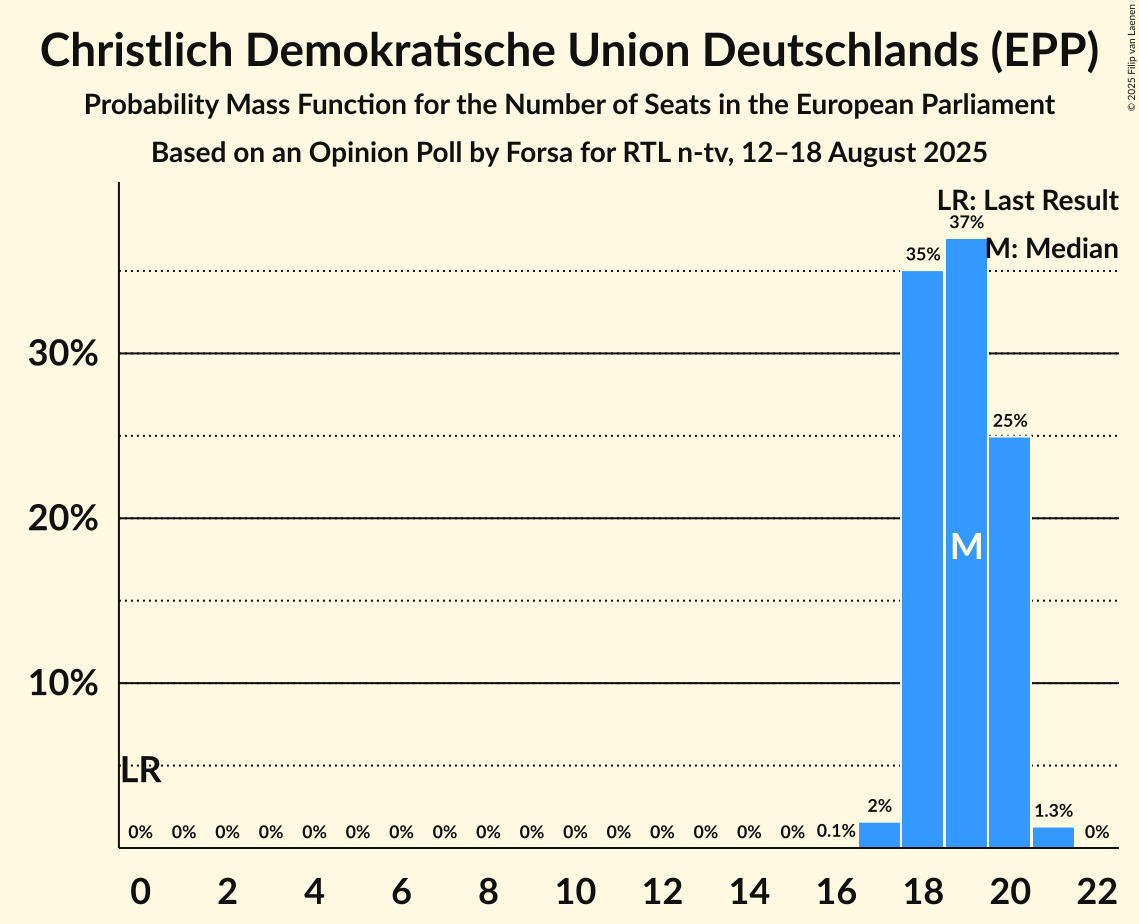 Christlich Demokratische Union Deutschlands (EPP)
Probability Mass Function for the Number of Seats in the European Parliament
Based on an Opinion Poll by Forsa for RTL n-tv, 12–18 August 2025
© 2025 Filip van Laenen
LR: Last Result
M: Median
30%
20%
10%
LR
M
0% 0% 0% 0% 0% 0% 0% 0% 0% 0% 0% 0% 0% 0% 0% 0% 0.1% 2% 35% 37% 25% 1.3% 0%
0 2 4 6 8 10 12 14 16 18 20 22